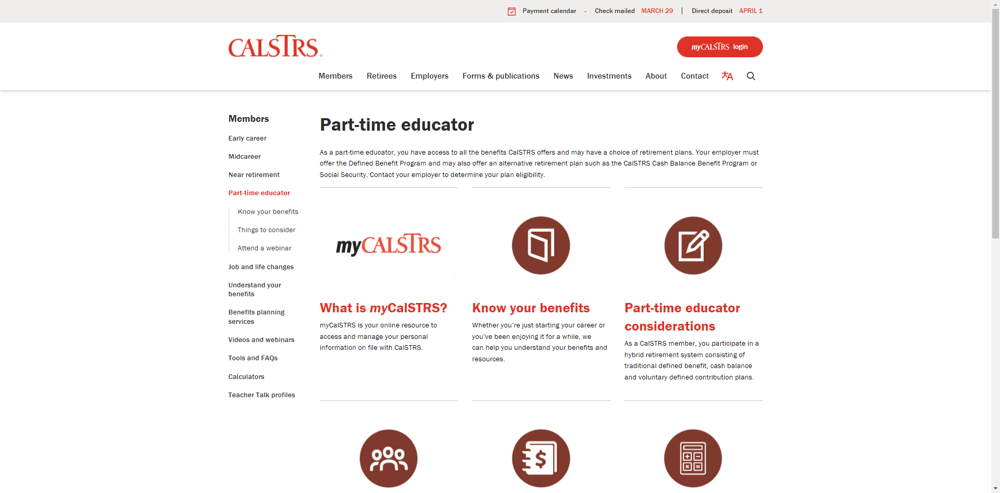 Payment calendar - Check mailed MARCH 29 | Direct deposit APRIL 1
CALSTRS®
myCALSTRS login
Members Retirees Employers Forms & publications News Investments About Contact
Members
Early career
Midcareer
Near retirement
Part-time educator
Know your benefits
Things to consider
Attend a webinar
Job and life changes
Understand your
benefits
Benefits planning
services
Videos and webinars
Tools and FAQs
Calculators
Teacher Talk profiles
Part-time educator
As a part-time educator, you have access to all the benefits CalSTRS offers and may have a choice of retirement plans. Your employer must
offer the Defined Benefit Program and may also offer an alternative retirement plan such as the CalSTRS Cash Balance Benefit Program or
Social Security. Contact your employer to determine your plan eligibility.
myCALSTRS
What is myCalSTRS?
myCalSTRS is your online resource to
access and manage your personal
information on file with CalSTRS.
Know your benefits
Whether you’re just starting your career or
you’ve been enjoying it for a while, we
can help you understand your benefits and
resources.
Part-time educator
considerations
As a CalSTRS member, you participate in a
hybrid retirement system consisting of
traditional defined benefit, cash balance
and voluntary defined contribution plans.